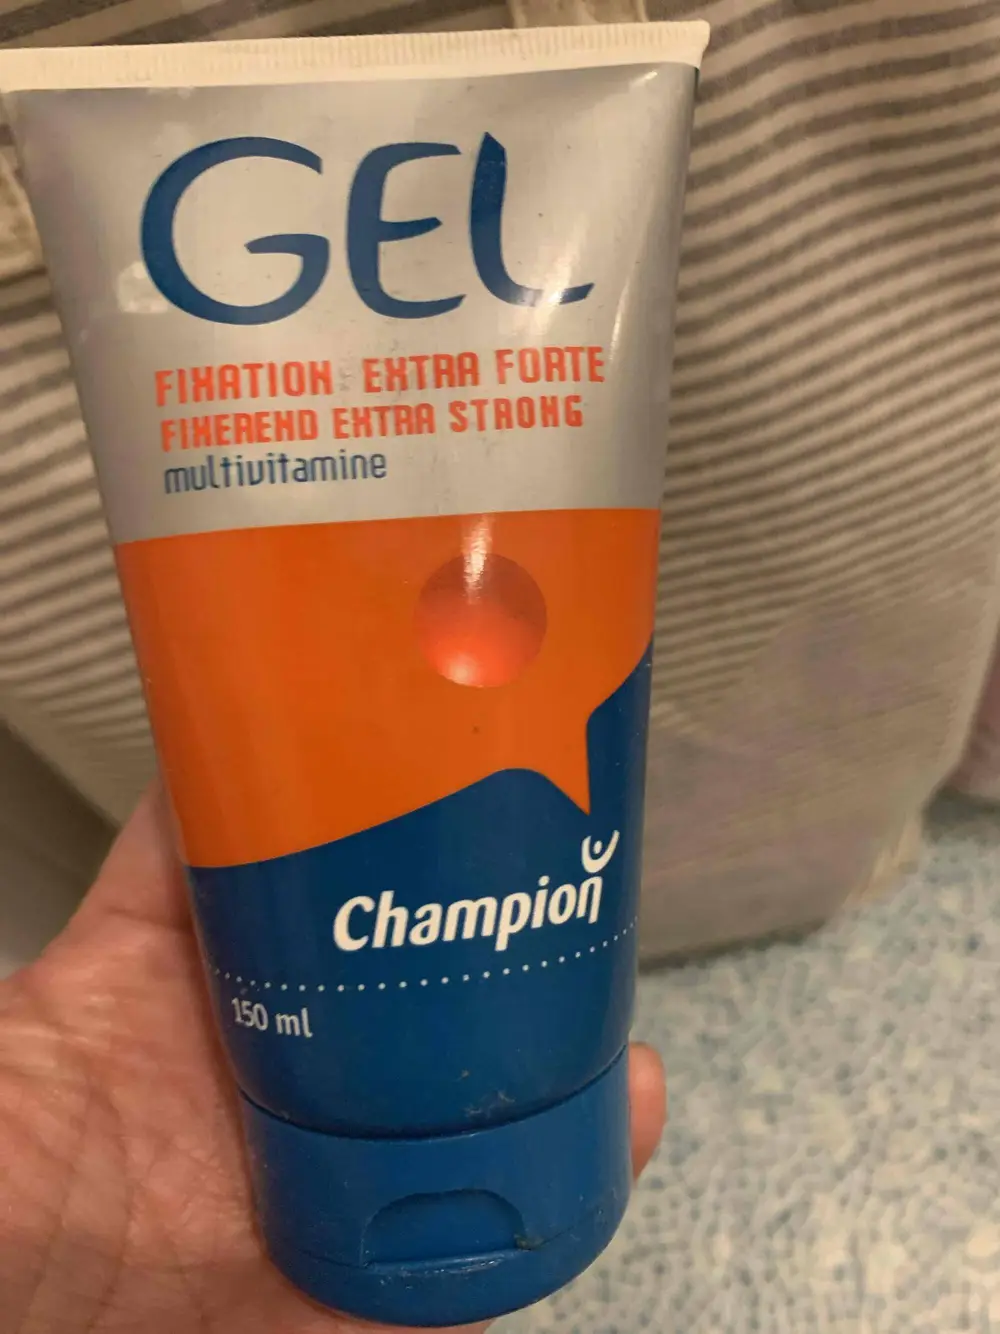 GEL
FIXATION EXTRA FORTE
FIXEREND EXTRA STRONG
multivitamine
Champion
150 ml